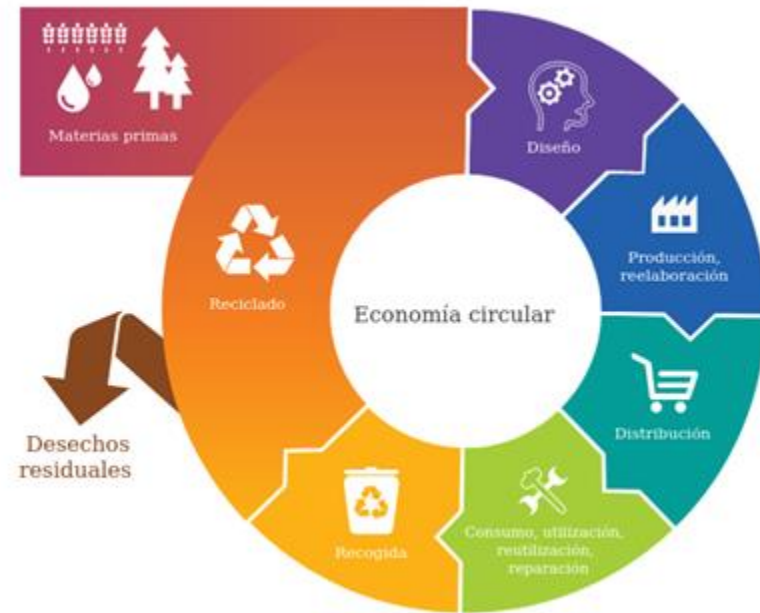 Materias primas
Diseño
Producción,
reelaboración
Reciclado
Economía circular
Distribución
Desechos
residuales
Consumo, utilización,
reutilización,
reparación
Recogida